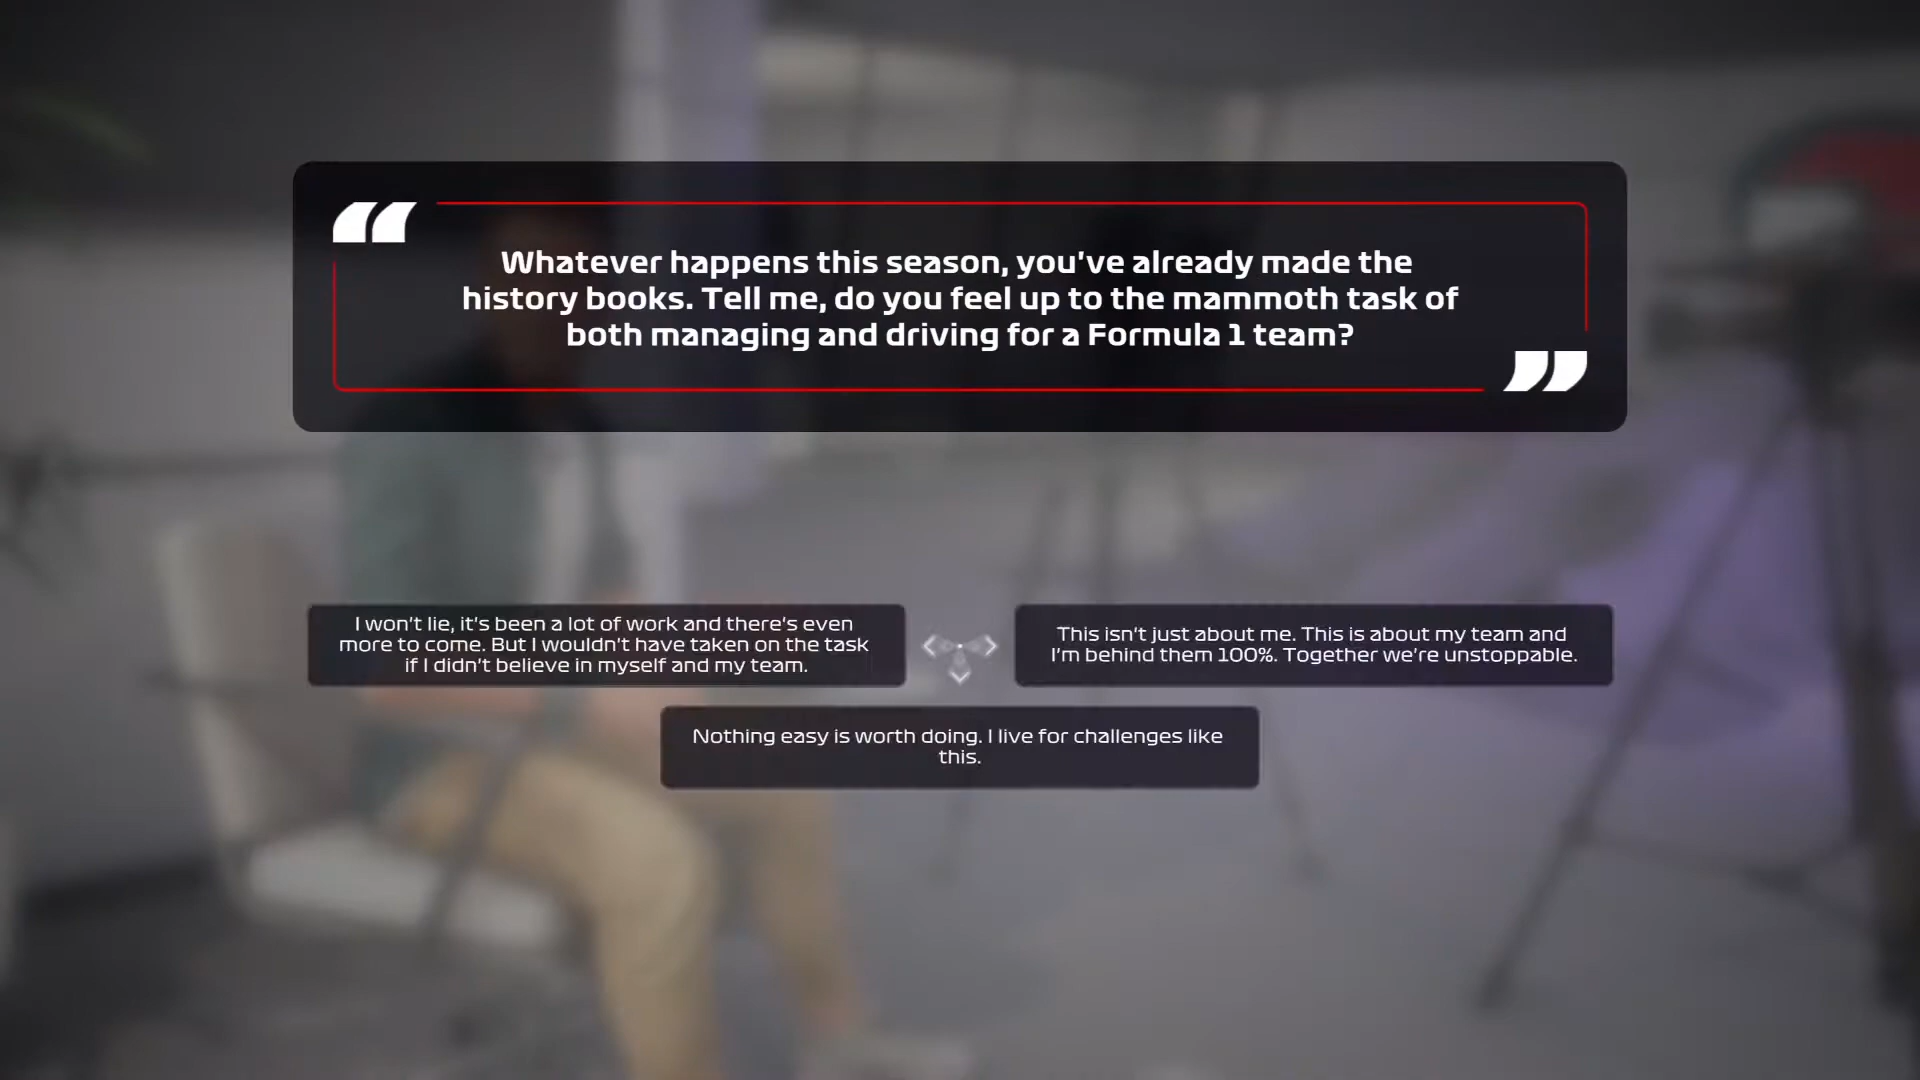 Whatever happens this season, you've already made the
history books. Tell me, do you feel up to the mammoth task of
both managing and driving for a Formula 1 team?
I won't lie, it's been a lot of work and there's even
more to come. But I wouldn't have taken on the task
if I didn't believe in myself and my team.
This isn't just about me. This is about my team and
I'm behind them 100%. Together we're unstoppable.
Nothing easy is worth doing. I live for challenges like
this.